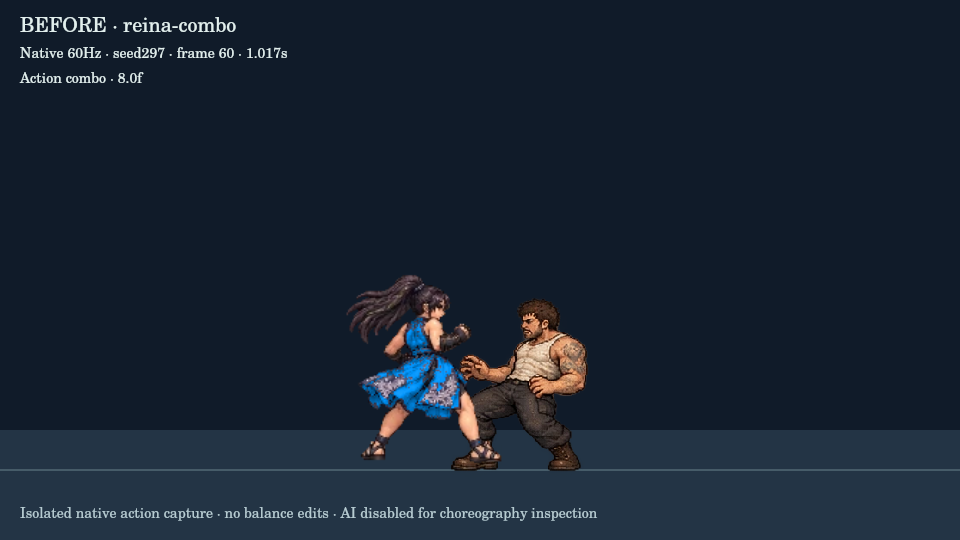 BEFORE · reina-combo
Native 60Hz · seed297 · frame 60 · 1.017s
Action combo · 8.0f
Isolated native action capture · no balance edits · AI disabled for choreography inspection